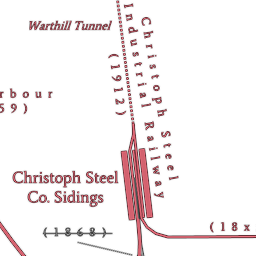 Warthill Tunnel
Christoph Steel
Industrial Railway
(1912)
rbour
59)
Christoph Steel
Co. Sidings
(1868)
(18x